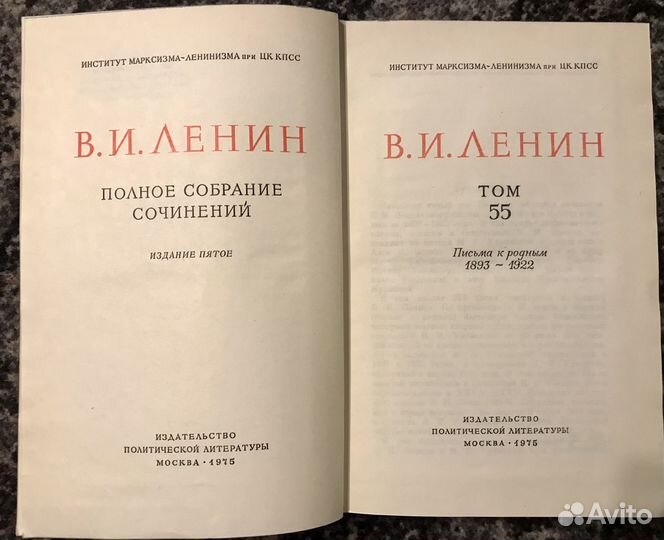 ИНСТИТУТ МАРКСИЗМА~ЛЕНИНИЗМА ПРИ ЦК КПСС
В. И. ЛЕНИН
ПОЛНОЕ СОБРАНИЕ
СОЧИНЕНИЙ
ИЗДАНИЕ ПЯТОЕ
ИЗДАТЕЛЬСТВО
ПОЛИТИЧЕСКОЙ ЛИТЕРАТУРЫ
МОСКВА · 1975
ИНСТИТУТ МАРКСИЗМА~ЛЕНИНИЗМА ПРИ ЦК КПСС
В. И. ЛЕНИН
ТОМ
55
Письма к родным
1893 ~ 1922
ИЗДАТЕЛЬСТВО
ПОЛИТИЧЕСКОЙ ЛИТЕРАТУРЫ
МОСКВА · 1975
Avito